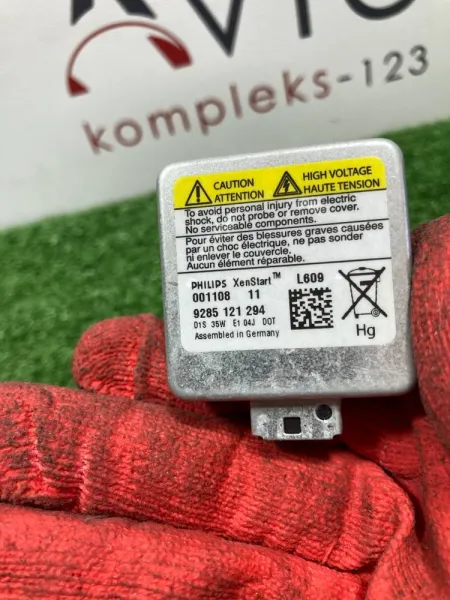 kompleks-123
CAUTION
ATTENTION
HIGH VOLTAGE
HAUTE TENSION
To avoid personal injury from electric
shock, do not probe or remove cover.
No serviceable components.
Pour éviter des blessures graves causées
par un choc électrique, ne pas sonder
ni enlever le couvercle.
Aucun élément réparable.
PHILIPS XenStart™ L609
001108 11
9285 121 294
D1S 35W E1 04J DOT
Assembled in Germany
Hg